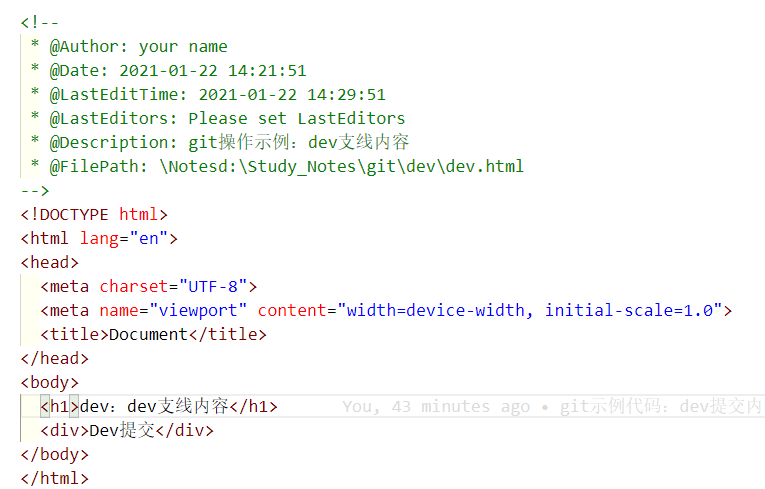 <!--
 * @Author: your name
 * @Date: 2021-01-22 14:21:51
 * @LastEditTime: 2021-01-22 14:29:51
 * @LastEditors: Please set LastEditors
 * @Description: git操作示例：dev支线内容
 * @FilePath: \Notesd:\Study_Notes\git\dev\dev.html
-->
<!DOCTYPE html>
<html lang="en">
<head>
  <meta charset="UTF-8">
  <meta name="viewport" content="width=device-width, initial-scale=1.0">
  <title>Document</title>
</head>
<body>
  <h1>dev：dev支线内容</h1> You, 43 minutes ago • git示例代码：dev提交内
  <div>Dev提交</div>
</body>
</html>